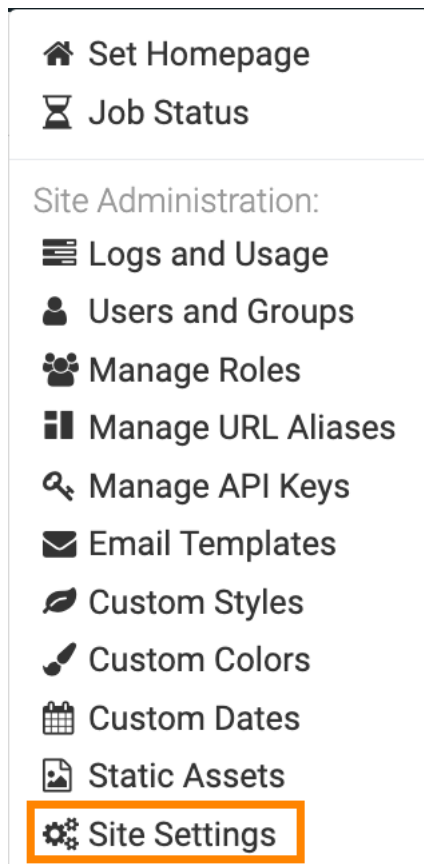 Set Homepage
Job Status
Site Administration:
Logs and Usage
Users and Groups
Manage Roles
Manage URL Aliases
Manage API Keys
Email Templates
Custom Styles
Custom Colors
Custom Dates
Static Assets
Site Settings